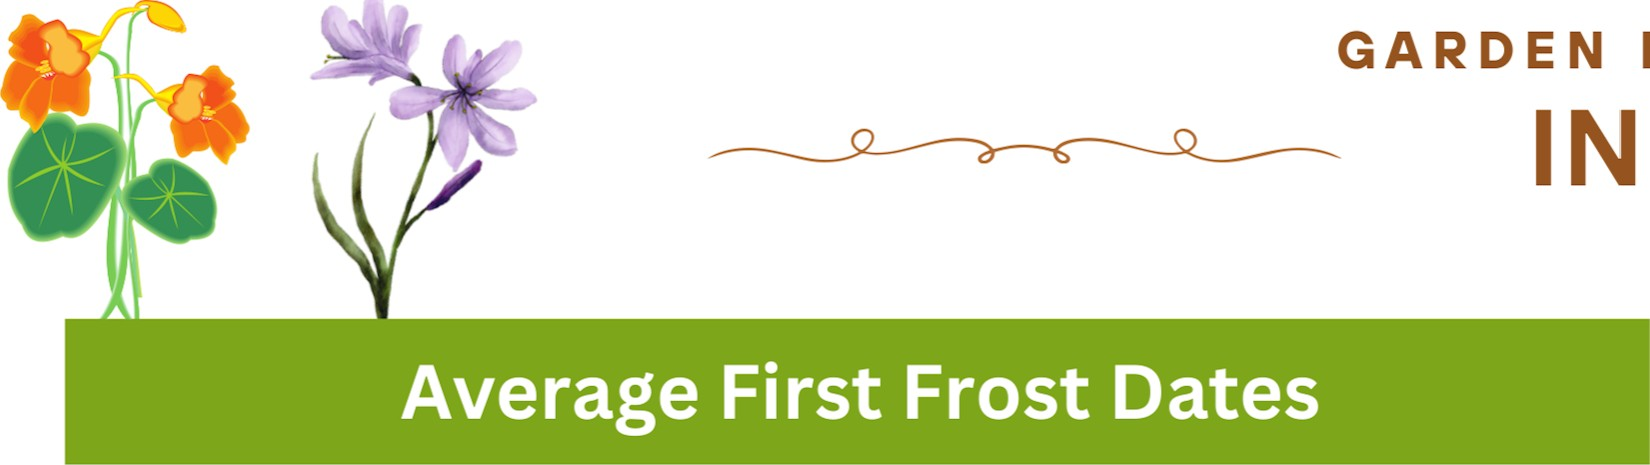 GARDEN
IN
Average First Frost Dates